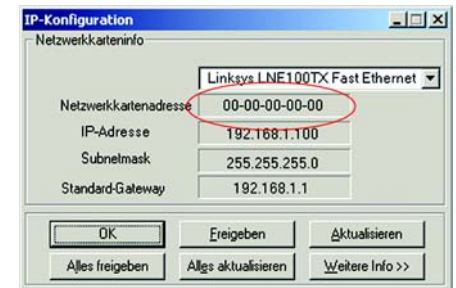 IP-Konfiguration
Netzwerkkarteninfo
Linksys LNE100TX Fast Ethernet
Netzwerkkartenadresse 00-00-00-00-00
IP-Adresse 192.168.1.100
Subnetmask 255.255.255.0
Standard-Gateway 192.168.1.1
OK Freigeben Aktualisieren
Alles freigeben Alles aktualisieren Weitere Info >>